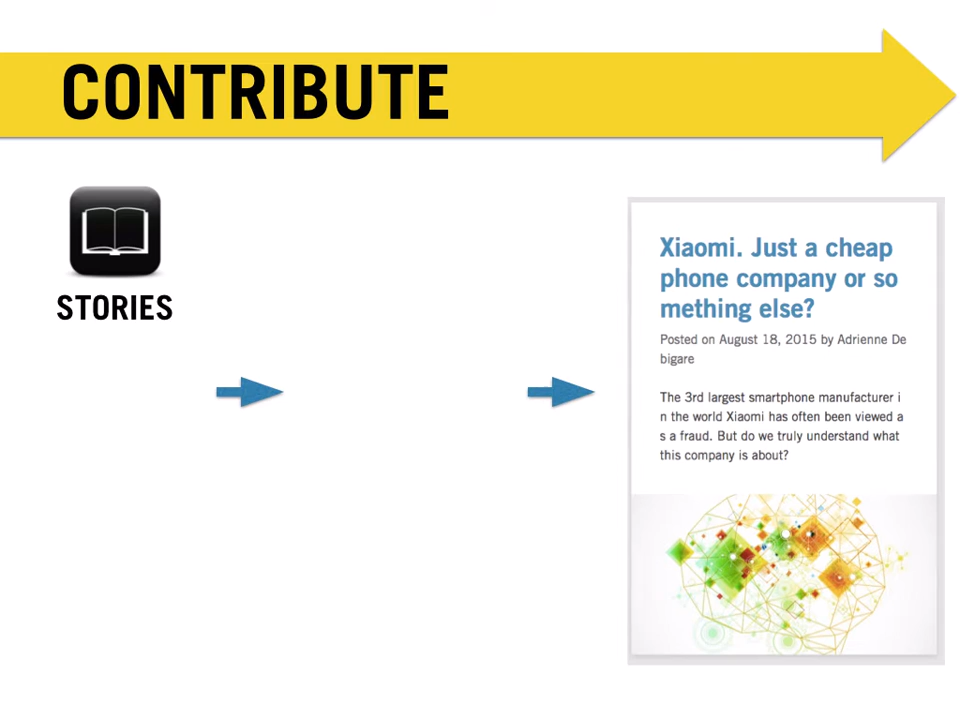 CONTRIBUTE
STORIES
Xiaomi. Just a cheap
phone company or so
mething else?
Posted on August 18, 2015 by Adrienne De
bigare
The 3rd largest smartphone manufacturer i
n the world Xiaomi has often been viewed a
s a fraud. But do we truly understand what
this company is about?